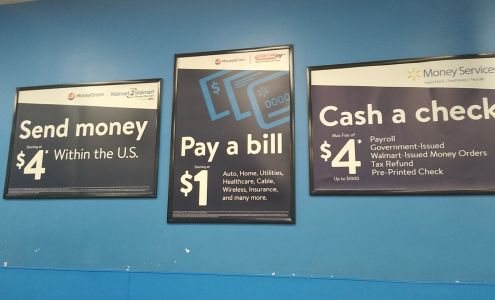 MoneyGram Walmart2Walmart
Send money
Starting at
$4* Within the U.S.
MoneyGram
Pay a bill
Starting at
$1
Auto, Home, Utilities,
Healthcare, Cable,
Wireless, Insurance,
and many more.
Money Service
Cash a check
Max Fee of
$4*
Up to $1000
Payroll
Government-Issued
Walmart-Issued Money Orders
Tax Refund
Pre-Printed Check